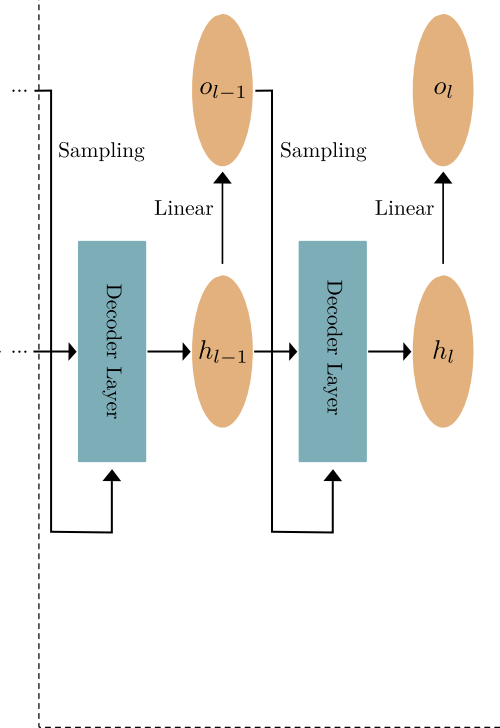 o_{l-1}
o_l
...
Sampling
Sampling
Linear
Linear
Decoder Layer
Decoder Layer
...
h_{l-1}
h_l